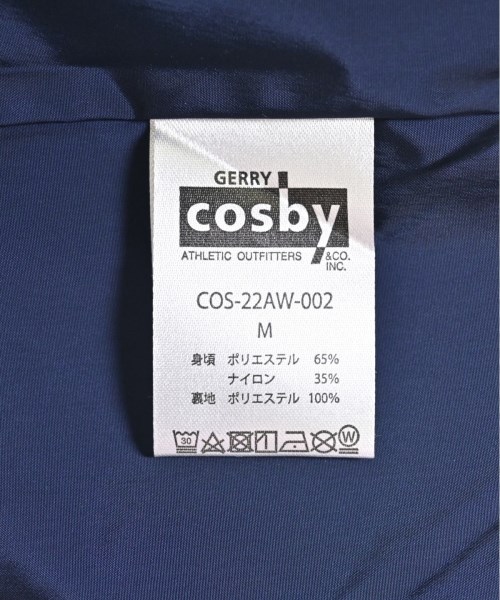 GERRY
cosby
ATHLETIC OUTFITTERS &CO. INC.
COS-22AW-002
M
身頃 ポリエステル 65%
ナイロン 35%
裏地 ポリエステル 100%
30 W